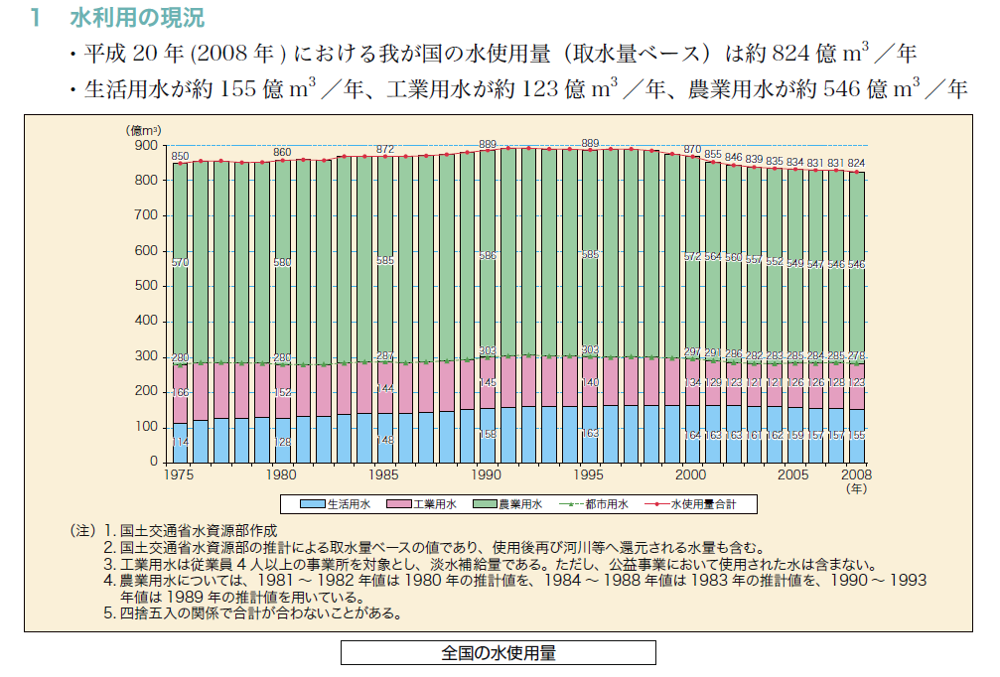 1 水利用の現況
・平成 20 年 (2008 年 ) における我が国の水使用量（取水量ベース）は約 824 億 m³ ／年
・生活用水が約 155 億 m³ ／年、工業用水が約 123 億 m³ ／年、農業用水が約 546 億 m³ ／年
（億m³）
900
800
700
600
500
400
300
200
100
0
850 860 872 889 889 870 855 846 839 835 834 831 831 824
570 580 585 586 585 572 564 560 557 552 549 547 546 546
280 280 287 303 303 297 291 286 282 283 285 284 285 278
166 152 144 145 140 134 129 123 121 121 126 126 128 123
114 128 148 158 163 164 163 163 161 162 159 157 157 155
1975 1980 1985 1990 1995 2000 2005 2008
（年）
生活用水 工業用水 農業用水 都市用水 水使用量合計
（注）1. 国土交通省水資源部作成
2. 国土交通省水資源部の推計による取水量ベースの値であり、使用後再び河川等へ還元される水量も含む。
3. 工業用水は従業員 4 人以上の事業所を対象とし、淡水補給量である。ただし、公益事業において使用された水は含まない。
4. 農業用水については、1981 ～ 1982 年値は 1980 年の推計値を、1984 ～ 1988 年値は 1983 年の推計値を、1990 ～ 1993
年値は 1989 年の推計値を用いている。
5. 四捨五入の関係で合計が合わないことがある。
全国の水使用量